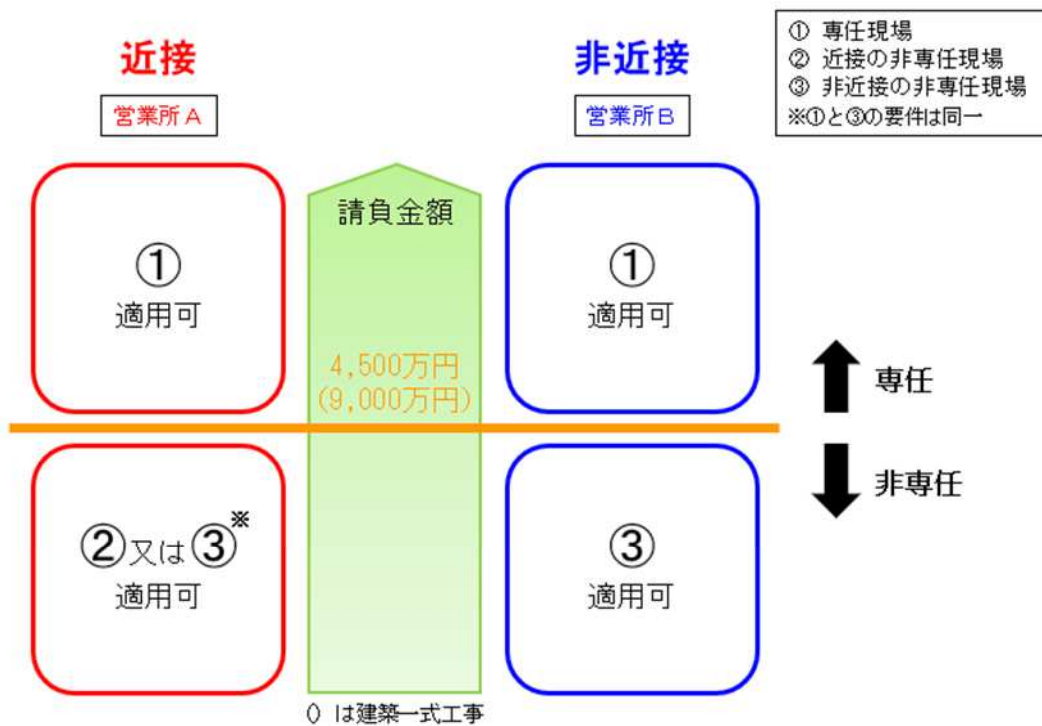 近接
営業所A
非近接
営業所B
① 専任現場
② 近接の非専任現場
③ 非近接の非専任現場
※①と③の要件は同一
①
適用可
請負金額
4,500万円
(9,000万円)
①
適用可
専任
非専任
②又は③※
適用可
③
適用可
() は建築一式工事